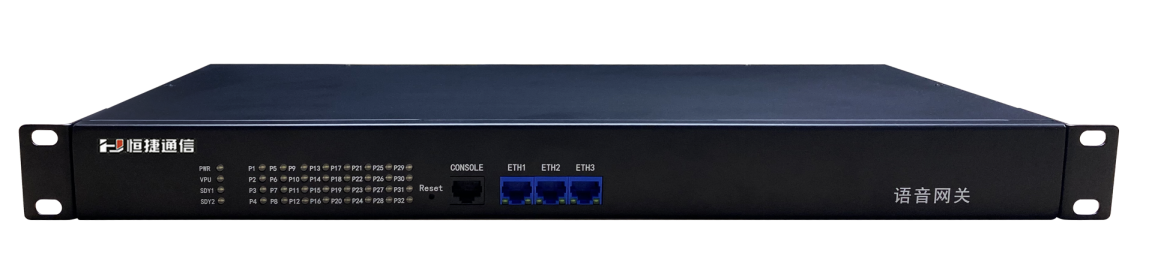 恒捷通信
PWR P1 P5 P9 P13 P17 P21 P25 P29
VPU P2 P6 P10 P14 P18 P22 P26 P30
SDY1 P3 P7 P11 P15 P19 P23 P27 P31
SDY2 P4 P8 P12 P16 P20 P24 P28 P32
Reset
CONSOLE ETH1 ETH2 ETH3
语音网关